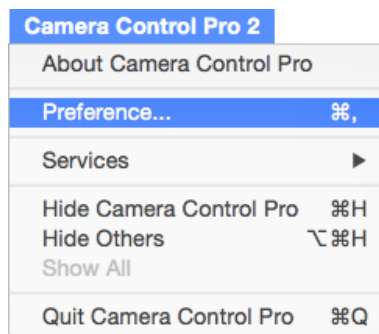 Camera Control Pro 2
About Camera Control Pro
Preference... ⌘,
Services ▶
Hide Camera Control Pro ⌘H
Hide Others ⌥⌘H
Show All
Quit Camera Control Pro ⌘Q